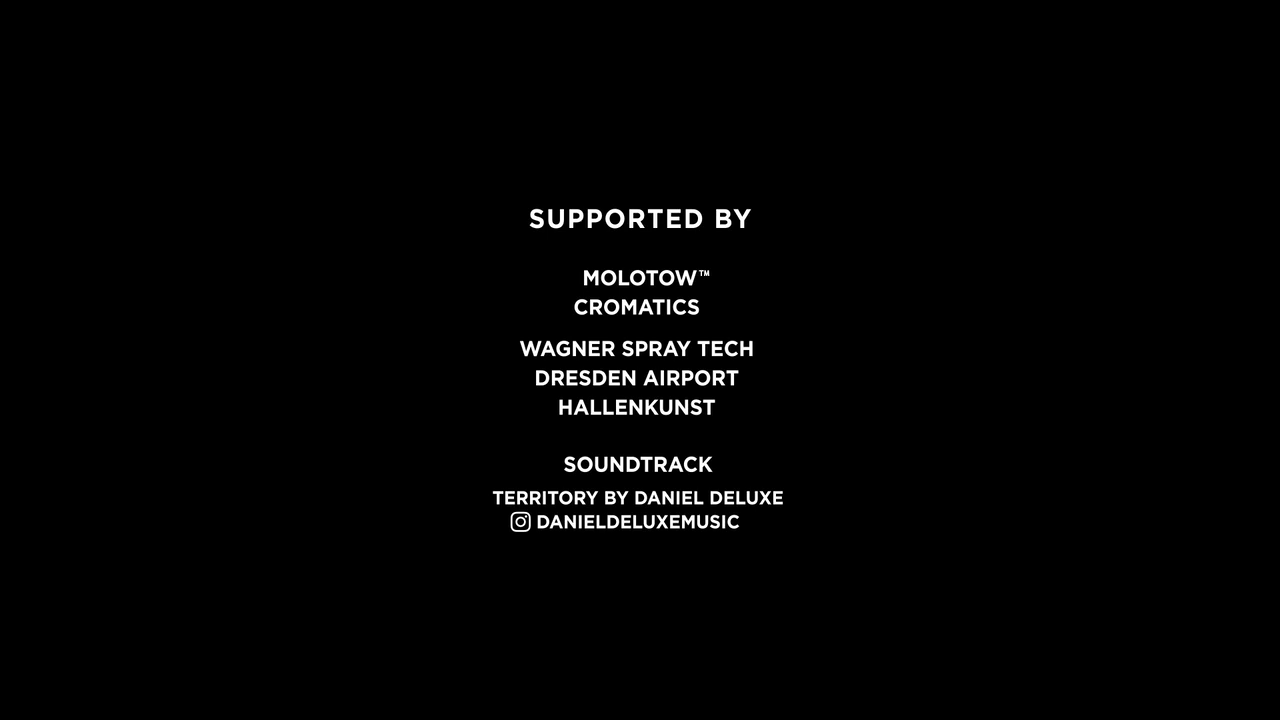 SUPPORTED BY
MOLOTOW™
CROMATICS
WAGNER SPRAY TECH
DRESDEN AIRPORT
HALLENKUNST
SOUNDTRACK
TERRITORY BY DANIEL DELUXE
DANIELDELUXEMUSIC